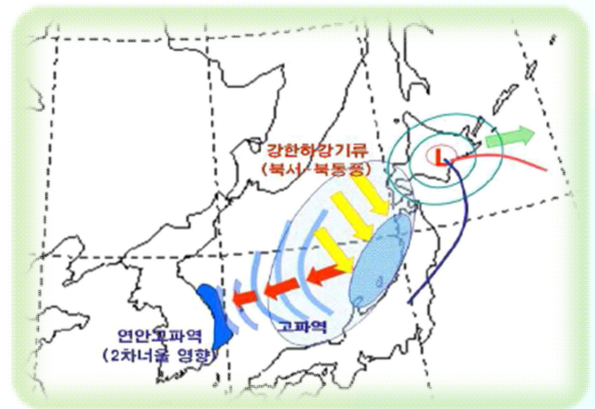 강한하강기류
(북서·북동풍)
L
고파역
연안고파역
(2차너울 영향)